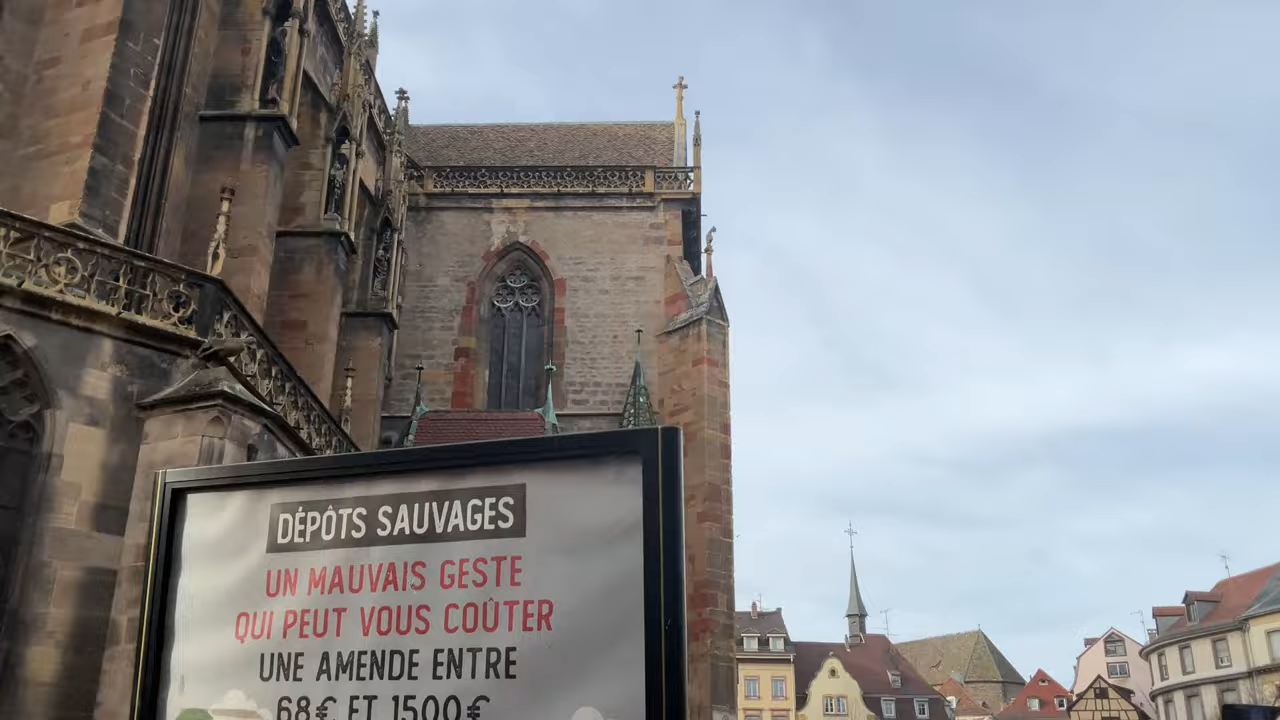 DÉPÔTS SAUVAGES
UN MAUVAIS GESTE
QUI PEUT VOUS COÛTER
UNE AMENDE ENTRE
68€ ET 1500€